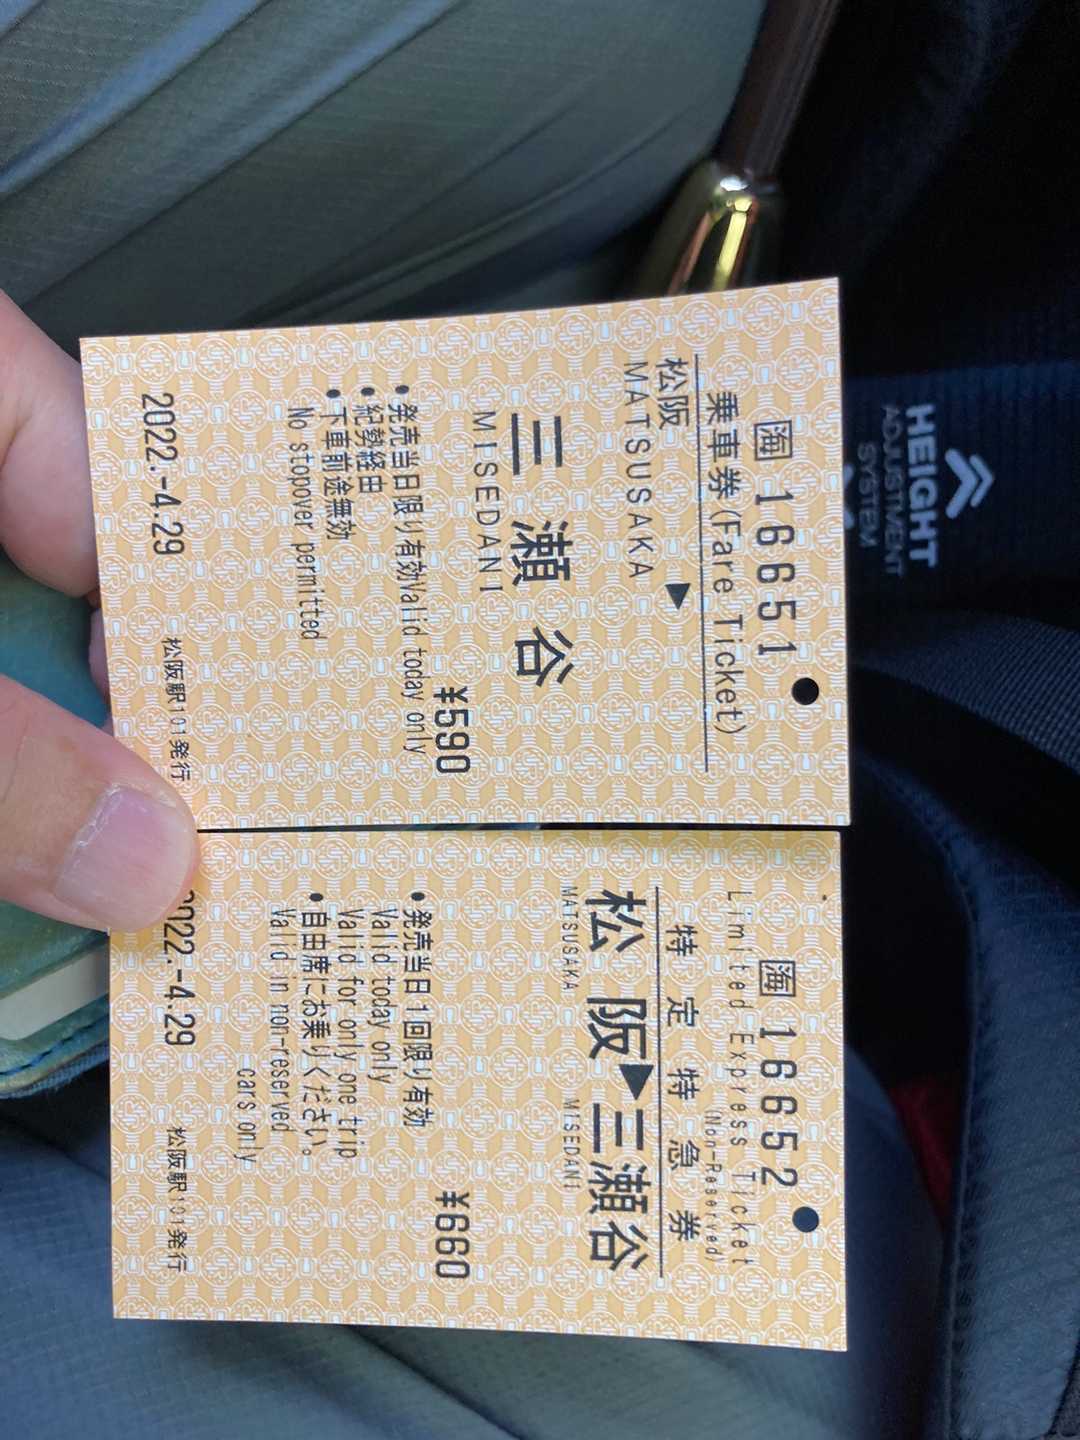 海 16651
乗車券(Fare Ticket)
松阪
MATSUSAKA ▶
三瀬谷
MISEDANI
¥590
•発売当日限り有効Valid today only
•紀勢経由
•下車前途無効
No stopover permitted
2022.-4.29 松阪駅101発行
海 16652
Limited Express Ticket
(Non-Reserved)
特定特急券
松阪▶三瀬谷
MATSUSAKA MISEDANI
¥660
•発売当日1回限り有効
Valid today only
Valid for only one trip
•自由席にお乗りください。
Valid in non-reserved
cars only
2022.-4.29 松阪駅101発行
HEIGHT
ADJUSTMENT
SYSTEM